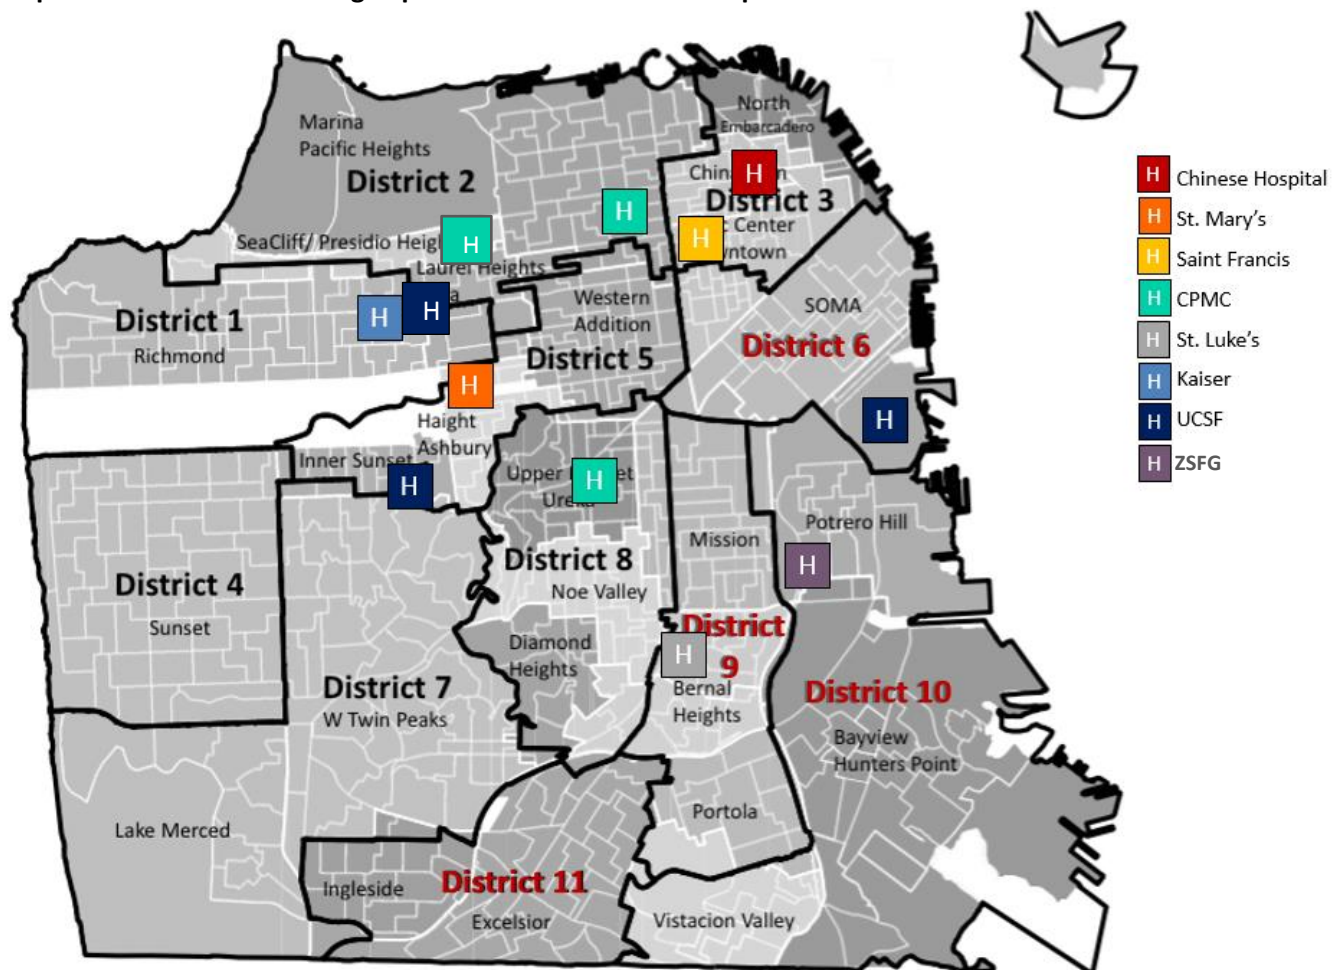 Marina
Pacific Heights
District 2
North
Embarcadero
H
District 3
Center
H
H
SeaCliff/ Presidio
H
H
Laurel Heights
District 1
Richmond
H
H
Western
Addition
District 5
SOMA
District 6
H
H
Haight
Ashbury
Inner Sunset
H
Upper
H
Potrero Hill
Mission
H
District 8
Noe Valley
District 4
Sunset
Diamond
Heights
District
9
H
Bernal
Heights
District 7
W Twin Peaks
District 10
Bayview
Hunters Point
Lake Merced
Portola
Ingleside
District 11
Excelsior
Vistacion Valley
H Chinese Hospital
H St. Mary's
H Saint Francis
H CPMC
H St. Luke's
H Kaiser
H UCSF
H ZSFG